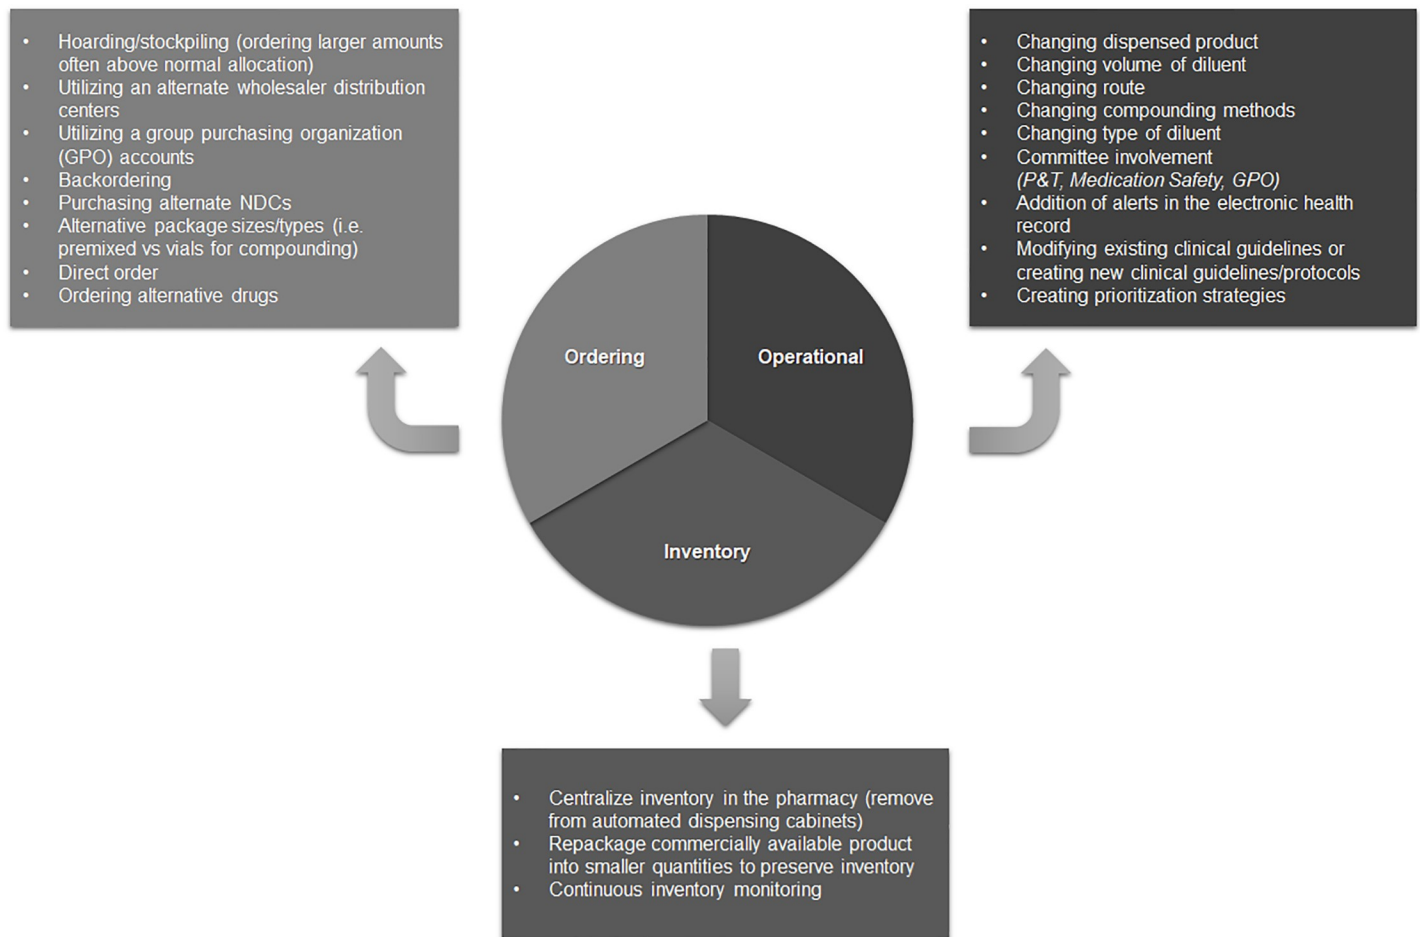 • Hoarding/stockpiling (ordering larger amounts
often above normal allocation)
• Utilizing an alternate wholesaler distribution
centers
• Utilizing a group purchasing organization
(GPO) accounts
• Backordering
• Purchasing alternate NDCs
• Alternative package sizes/types (i.e.
premixed vs vials for compounding)
• Direct order
• Ordering alternative drugs
• Changing dispensed product
• Changing volume of diluent
• Changing route
• Changing compounding methods
• Changing type of diluent
• Committee involvement
(P&T, Medication Safety, GPO)
• Addition of alerts in the electronic health
record
• Modifying existing clinical guidelines or
creating new clinical guidelines/protocols
• Creating prioritization strategies
Ordering
Operational
Inventory
• Centralize inventory in the pharmacy (remove
from automated dispensing cabinets)
• Repackage commercially available product
into smaller quantities to preserve inventory
• Continuous inventory monitoring